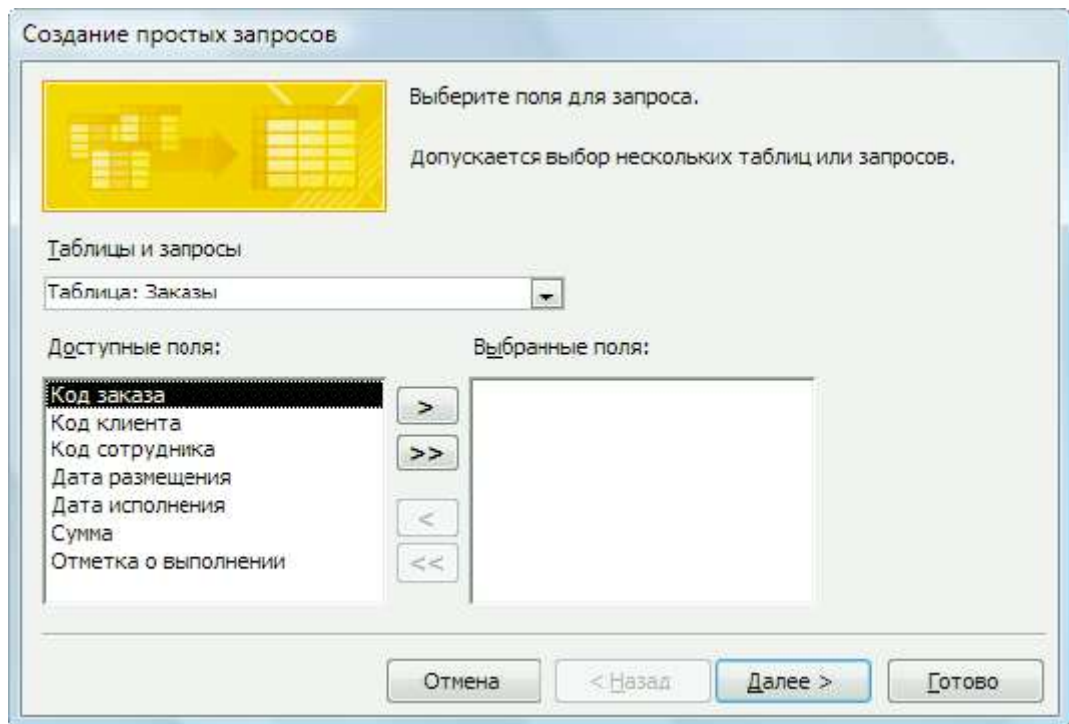 Создание простых запросов
Выберите поля для запроса.
Допускается выбор нескольких таблиц или запросов.
Таблицы и запросы
Таблица: Заказы
Доступные поля:
Выбранные поля:
Код заказа
Код клиента
Код сотрудника
Дата размещения
Дата исполнения
Сумма
Отметка о выполнении
>
>>
<
<<
Отмена
< Назад
Далее >
Готово